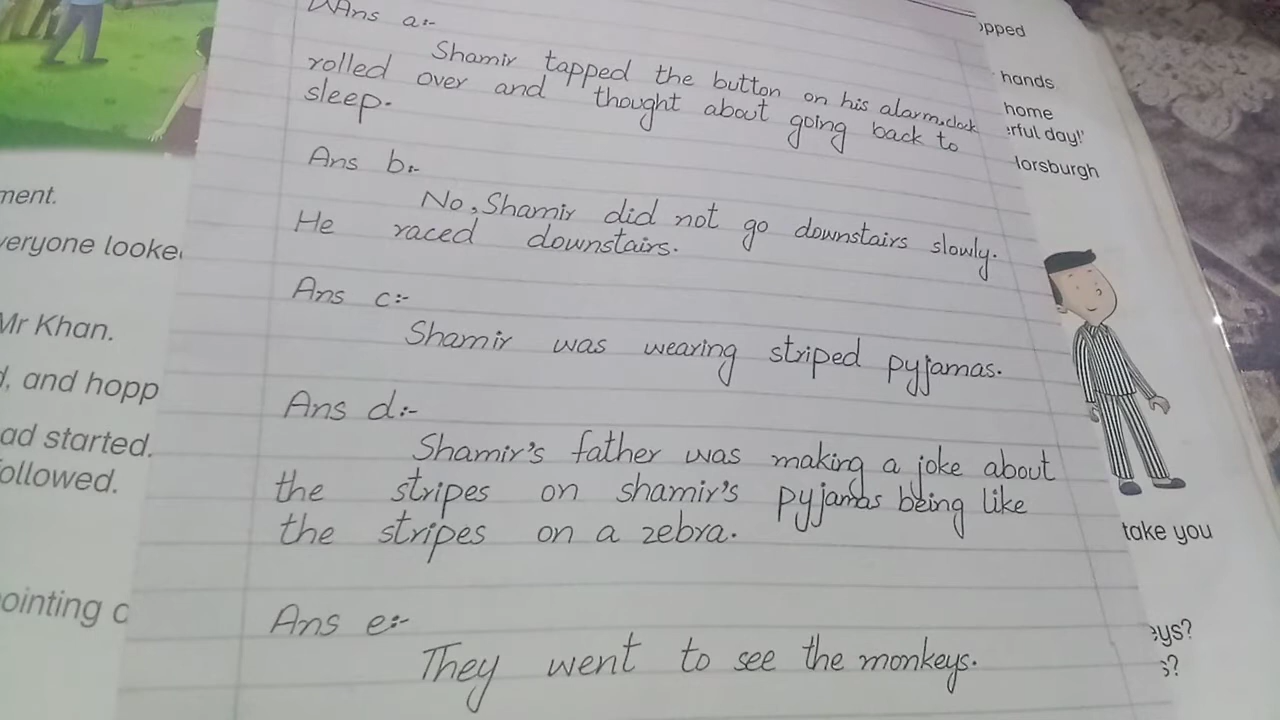 Ans a:-
Shamir tapped the button on his alarm,clock
rolled over and thought about going back to
sleep.
Ans b:-
No, Shamir did not go downstairs slowly.
He raced downstairs.
Ans c:-
Shamir was wearing striped pyjamas.
Ans d:-
Shamir's father was making a joke about
the stripes on shamir's pyjamas being like
the stripes on a zebra.
Ans e:-
They went to see the monkeys.
ment.
veryone looke
Mr Khan.
d, and hopp
ad started.
ollowed.
ointing
opped
hands
home
erful day!'
Horsburgh
take you
eys?
s?